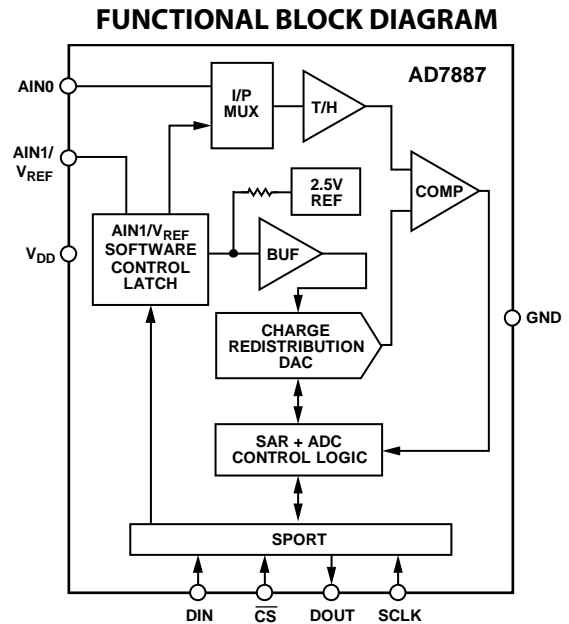 FUNCTIONAL BLOCK DIAGRAM
AD7887
AIN0
I/P
MUX
T/H
AIN1/
VREF
2.5V
REF
COMP
AIN1/VREF
SOFTWARE
CONTROL
LATCH
BUF
VDD
GND
CHARGE
REDISTRIBUTION
DAC
SAR + ADC
CONTROL LOGIC
SPORT
DIN
CS
DOUT
SCLK